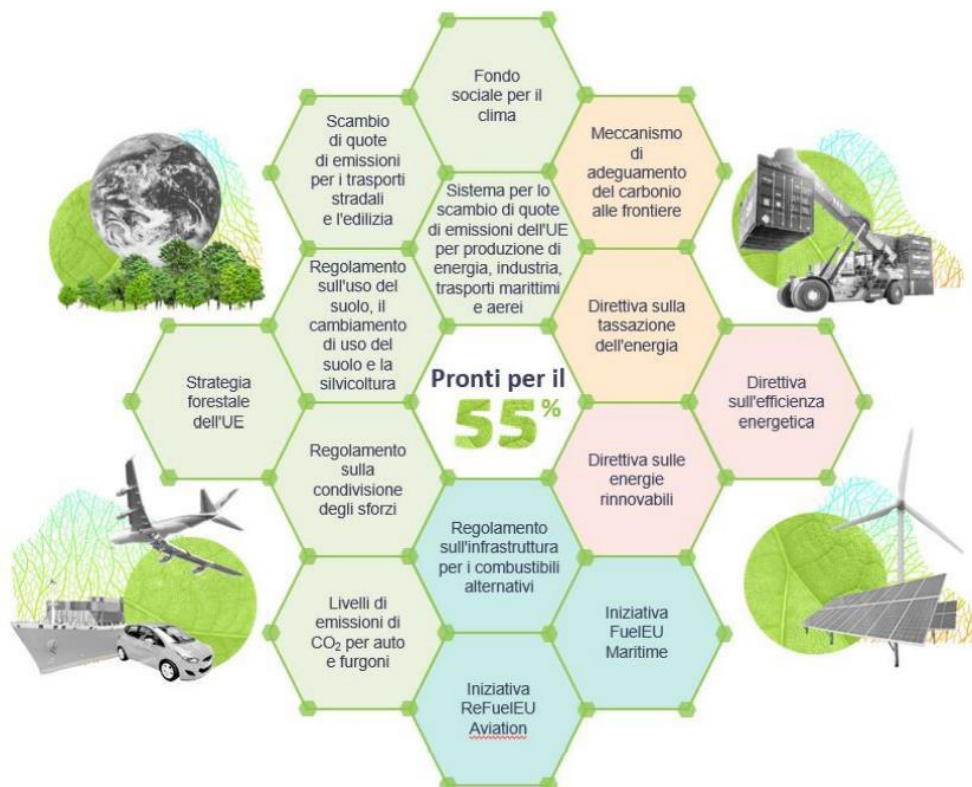 Fondo
sociale per il
clima
Scambio
di quote
di emissioni
per i trasporti
stradali
e l'edilizia
Meccanismo
di
adeguamento
del carbonio
alle frontiere
Sistema per lo
scambio di quote
di emissioni dell'UE
per produzione di
energia, industria,
trasporti marittimi
e aerei
Regolamento
sull'uso del
suolo, il
cambiamento
di uso del
suolo e la
silvicoltura
Direttiva sulla
tassazione
dell'energia
Strategia
forestale
dell'UE
Pronti per il
55%
Direttiva
sull'efficienza
energetica
Regolamento
sulla
condivisione
degli sforzi
Direttiva sulle
energie
rinnovabili
Regolamento
sull'infrastruttura
per i combustibili
alternativi
Livelli di
emissioni di
CO₂ per auto
e furgoni
Iniziativa
FuelEU
Maritime
Iniziativa
ReFuelEU
Aviation